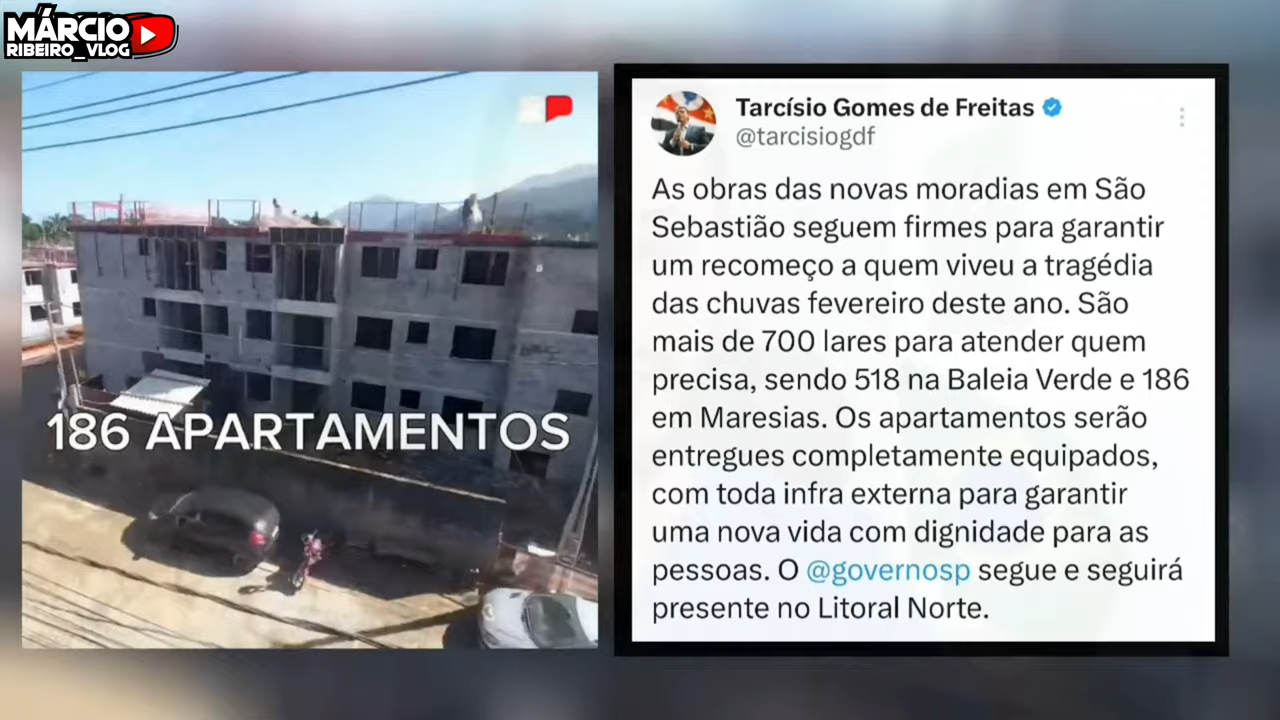 MÁRCIO
RIBEIRO_VLOG
186 APARTAMENTOS
Tarcísio Gomes de Freitas
@tarcisiogdf
As obras das novas moradias em São
Sebastião seguem firmes para garantir
um recomeço a quem viveu a tragédia
das chuvas fevereiro deste ano. São
mais de 700 lares para atender quem
precisa, sendo 518 na Baleia Verde e 186
em Maresias. Os apartamentos serão
entregues completamente equipados,
com toda infra externa para garantir
uma nova vida com dignidade para as
pessoas. O @governosp segue e seguirá
presente no Litoral Norte.